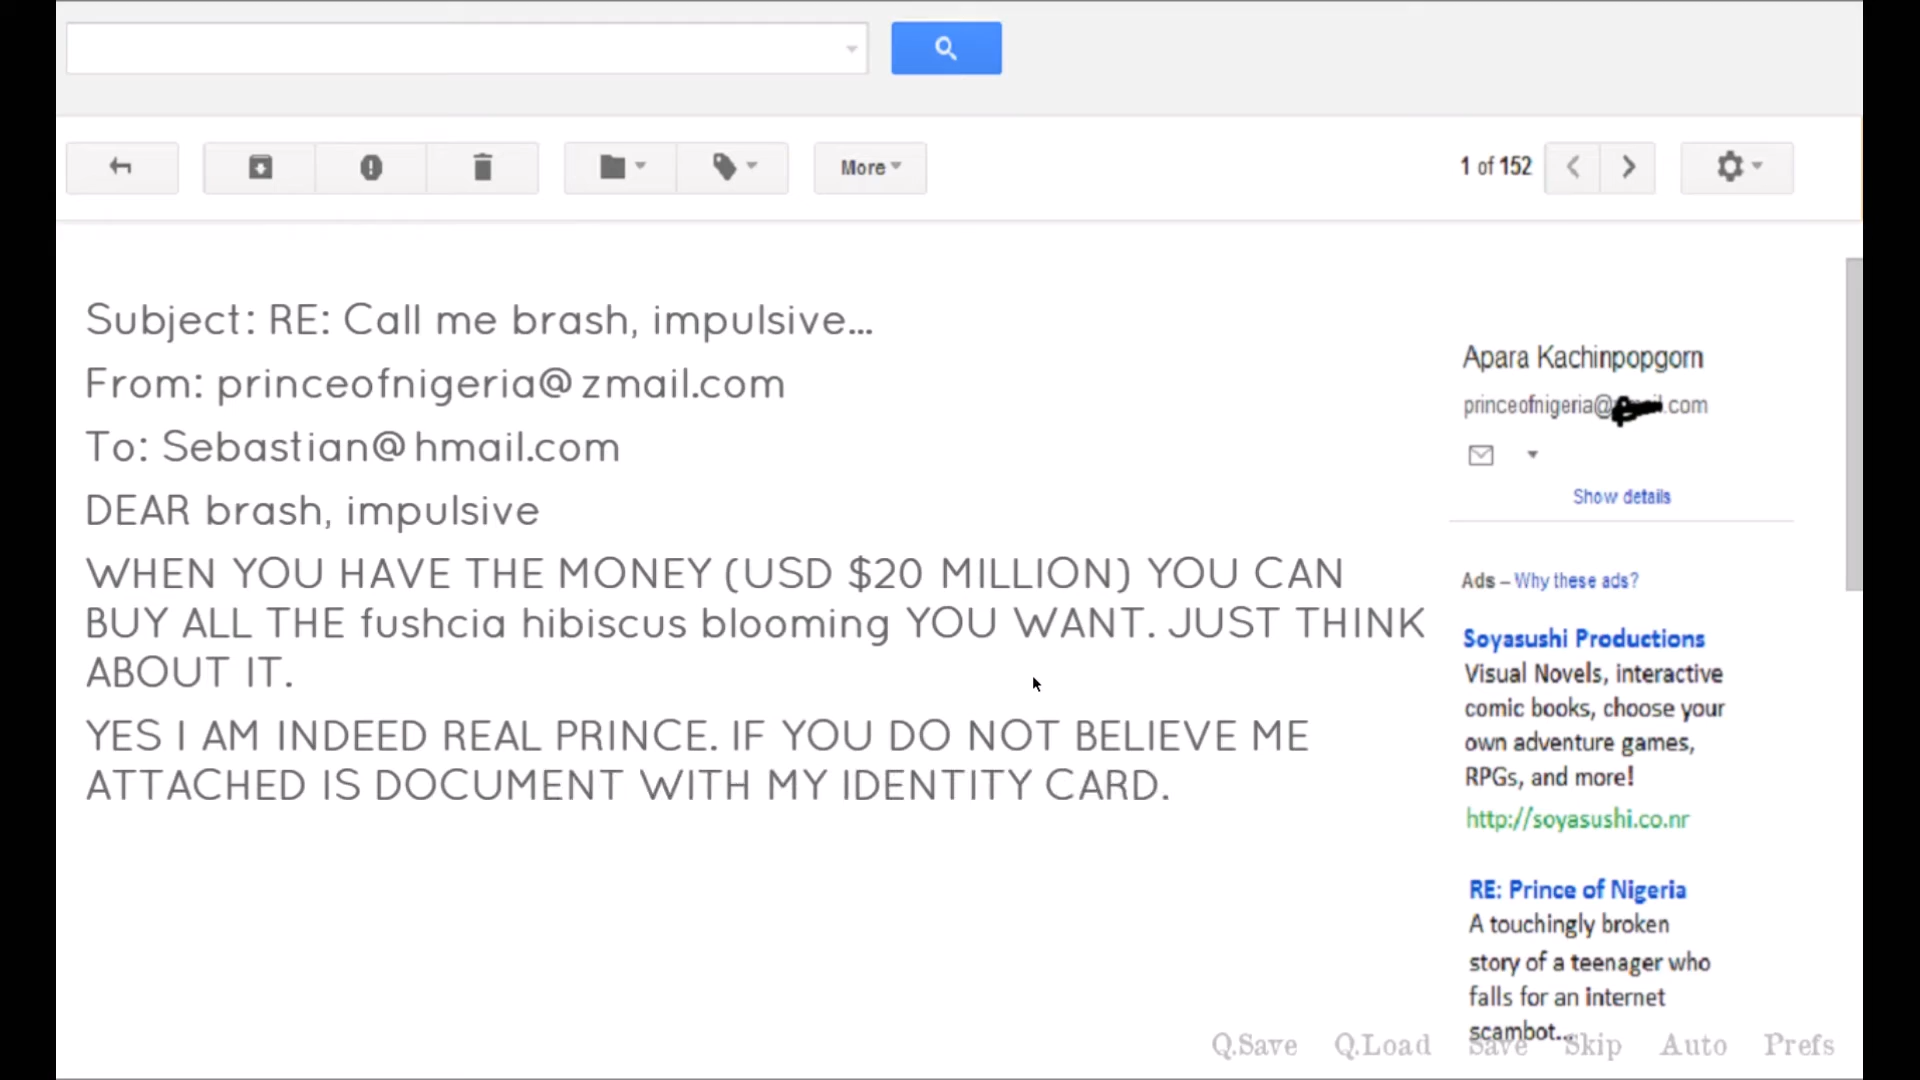 More
1 of 152
Subject: RE: Call me brash, impulsive...
From: princeofnigeria@zmail.com
To: Sebastian@hmail.com
DEAR brash, impulsive
WHEN YOU HAVE THE MONEY (USD $20 MILLION) YOU CAN
BUY ALL THE fushcia hibiscus blooming YOU WANT. JUST THINK
ABOUT IT.
YES I AM INDEED REAL PRINCE. IF YOU DO NOT BELIEVE ME
ATTACHED IS DOCUMENT WITH MY IDENTITY CARD.
Apara Kachinpopgorn
princeofnigeria@ .com
Show details
Ads – Why these ads?
Soyasushi Productions
Visual Novels, interactive
comic books, choose your
own adventure games,
RPGs, and more!
http://soyasushi.co.nr
RE: Prince of Nigeria
A touchingly broken
story of a teenager who
falls for an internet
scambot...
Q.Save Q.Load Save Skip Auto Prefs